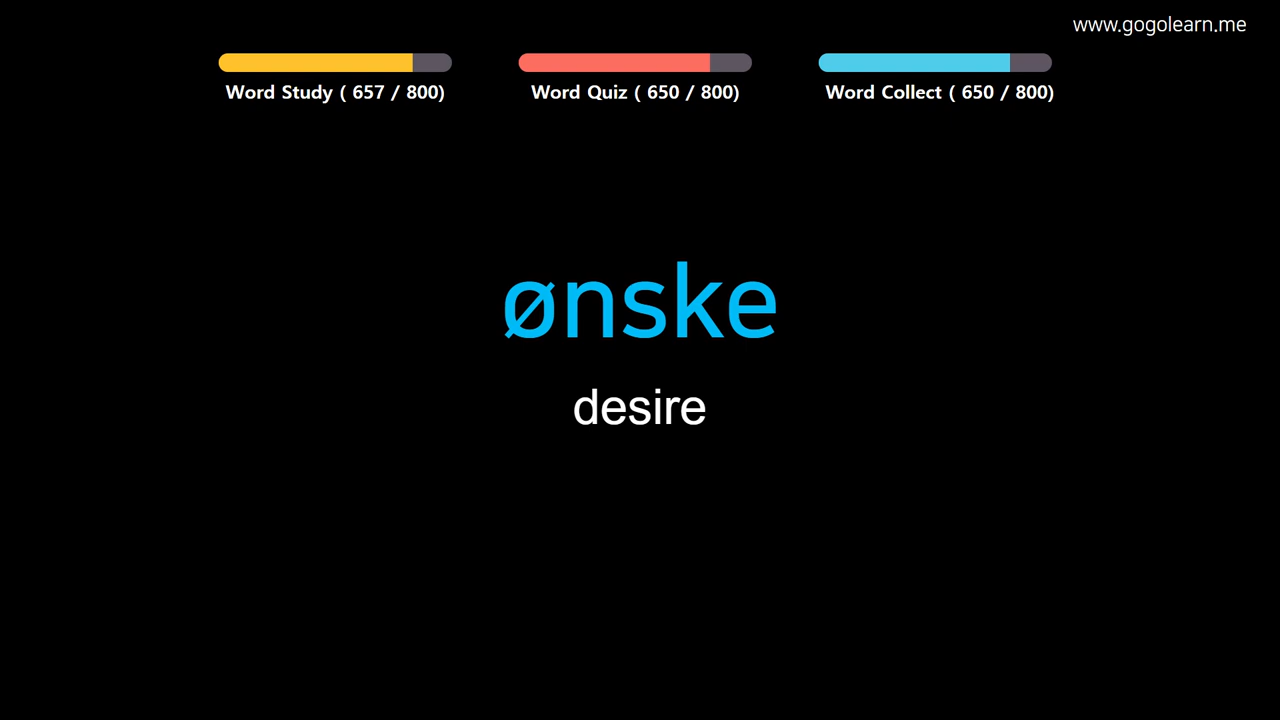 www.gogolearn.me
Word Study ( 657 / 800)
Word Quiz ( 650 / 800)
Word Collect ( 650 / 800)
ønske
desire